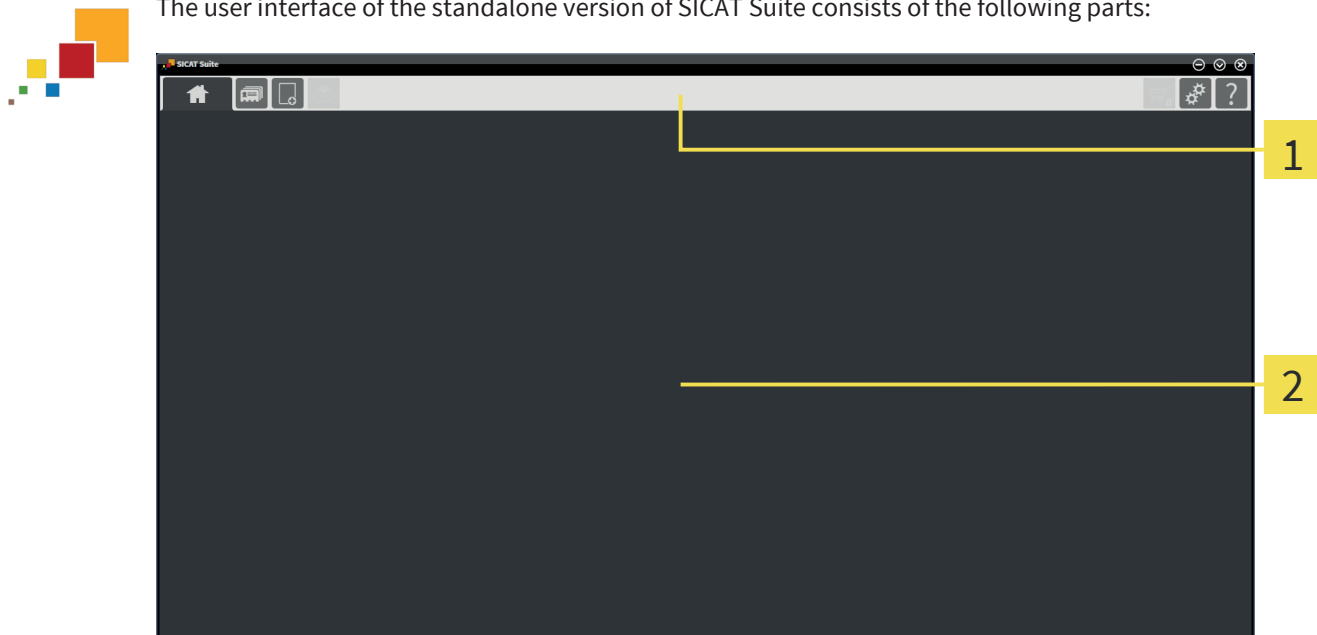 The user interface of the standalone version of SICAT Suite consists of the following parts:
SICAT Suite
?
1
2